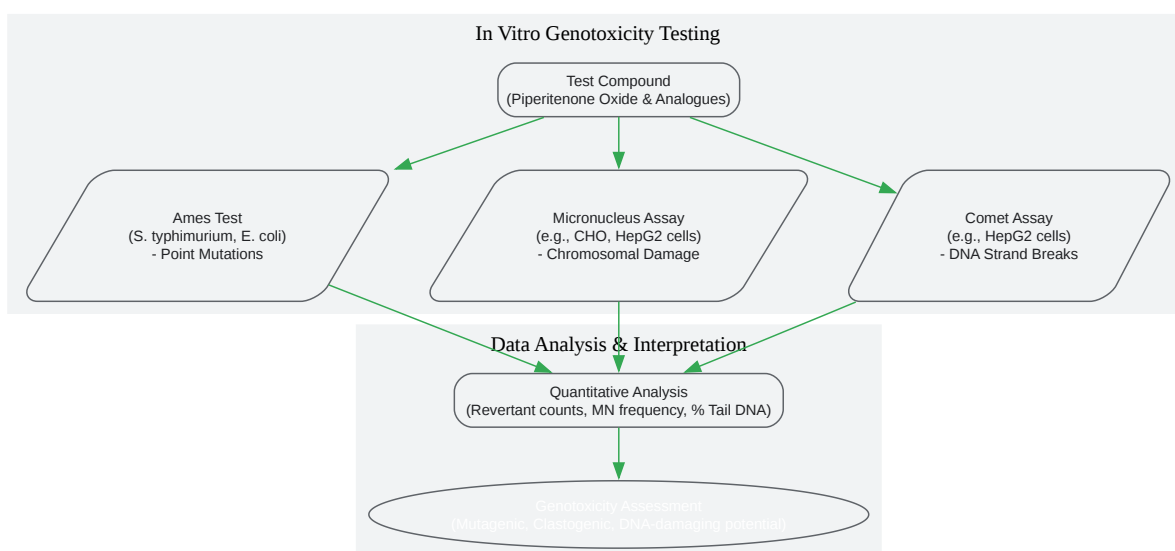 In Vitro Genotoxicity Testing
Test Compound
(Piperitenone Oxide & Analogues)
Ames Test
(S. typhimurium, E. coli)
- Point Mutations
Micronucleus Assay
(e.g., CHO, HepG2 cells)
- Chromosomal Damage
Comet Assay
(e.g., HepG2 cells)
- DNA Strand Breaks
Data Analysis & Interpretation
Quantitative Analysis
(Revertant counts, MN frequency, % Tail DNA)
Genotoxicity Assessment
(Mutagenic, Clastogenic, DNA-damaging potential)